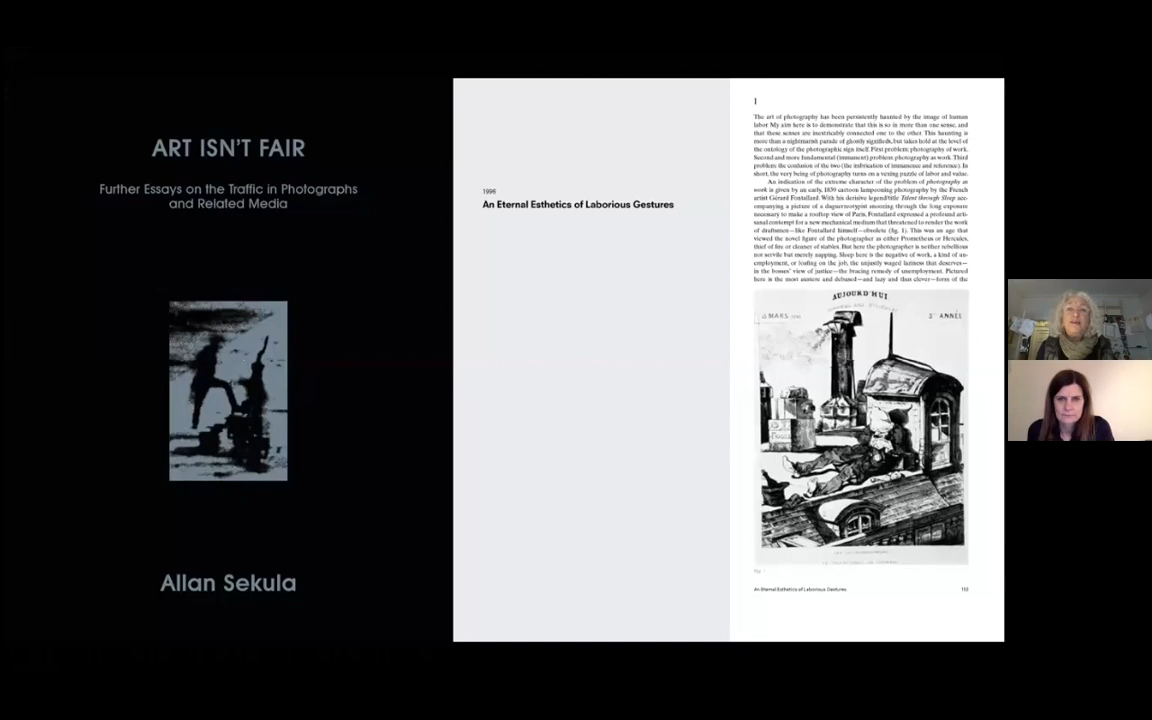 ART ISN'T FAIR
Further Essays on the Traffic in Photographs
and Related Media
Allan Sekula
1996
An Eternal Esthetics of Laborious Gestures
I
The art of photography has been persistently haunted by the image of human
labor. My aim here is to demonstrate that this is so in more than one sense, and
that these senses are inextricably connected one to the other. This haunting is
more than a nightmarish parade of ghostly signifieds, but takes hold at the level of
the ontology of the photographic sign itself. First problem: photography of work.
Second and more fundamental (immanent) problem: photography as work. Third
problem: the confusion of the two (the imbrication of immanence and reference). In
short, the very being of photography turns on a vexing puzzle of labor and value.
An indication of the extreme character of the problem of photography as
work is given by an early, 1839 cartoon lampooning photography by the French
artist Gérard Fontallard. With his derisive legend/title Talent through Sleep acc-
ompanying a picture of a daguerreotypist snoozing through the long exposure
necessary to make a rooftop view of Paris, Fontallard expressed a profound arti-
sanal contempt for a new mechanical medium that threatened to render the work
of draftsmen—like Fontallard himself—obsolete (fig. 1). This was an age that
viewed the novel figure of the photographer as either Prometheus or Hercules,
thief of fire or cleaner of stables. But here the photographer is neither rebellious
not servile but merely napping. Sleep here is the negative of work, a kind of un-
employment, or loafing on the job, the unjustly waged laziness that deserves—
in the bosses' view of justice—the bracing remedy of unemployment. Pictured
here is the most austere and debased—and lazy and thus clever—form of the
AUJOURD'HUI
MARS
2e ANNÉE
Fig. 1
An Eternal Esthetics of Laborious Gestures
153